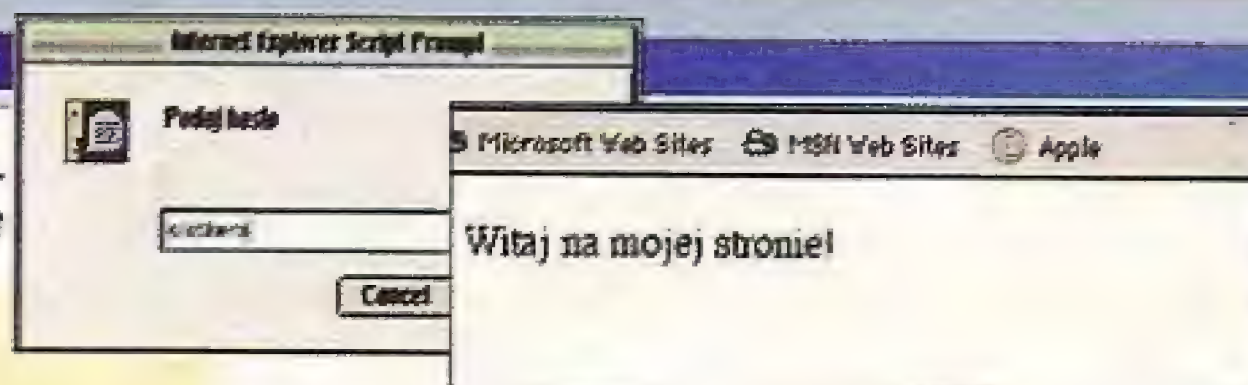 Internet Explorer Script Prompt
Podaj hasło
Cancel
Microsoft Web Sites MSN Web Sites Apple
Witaj na mojej stronie!